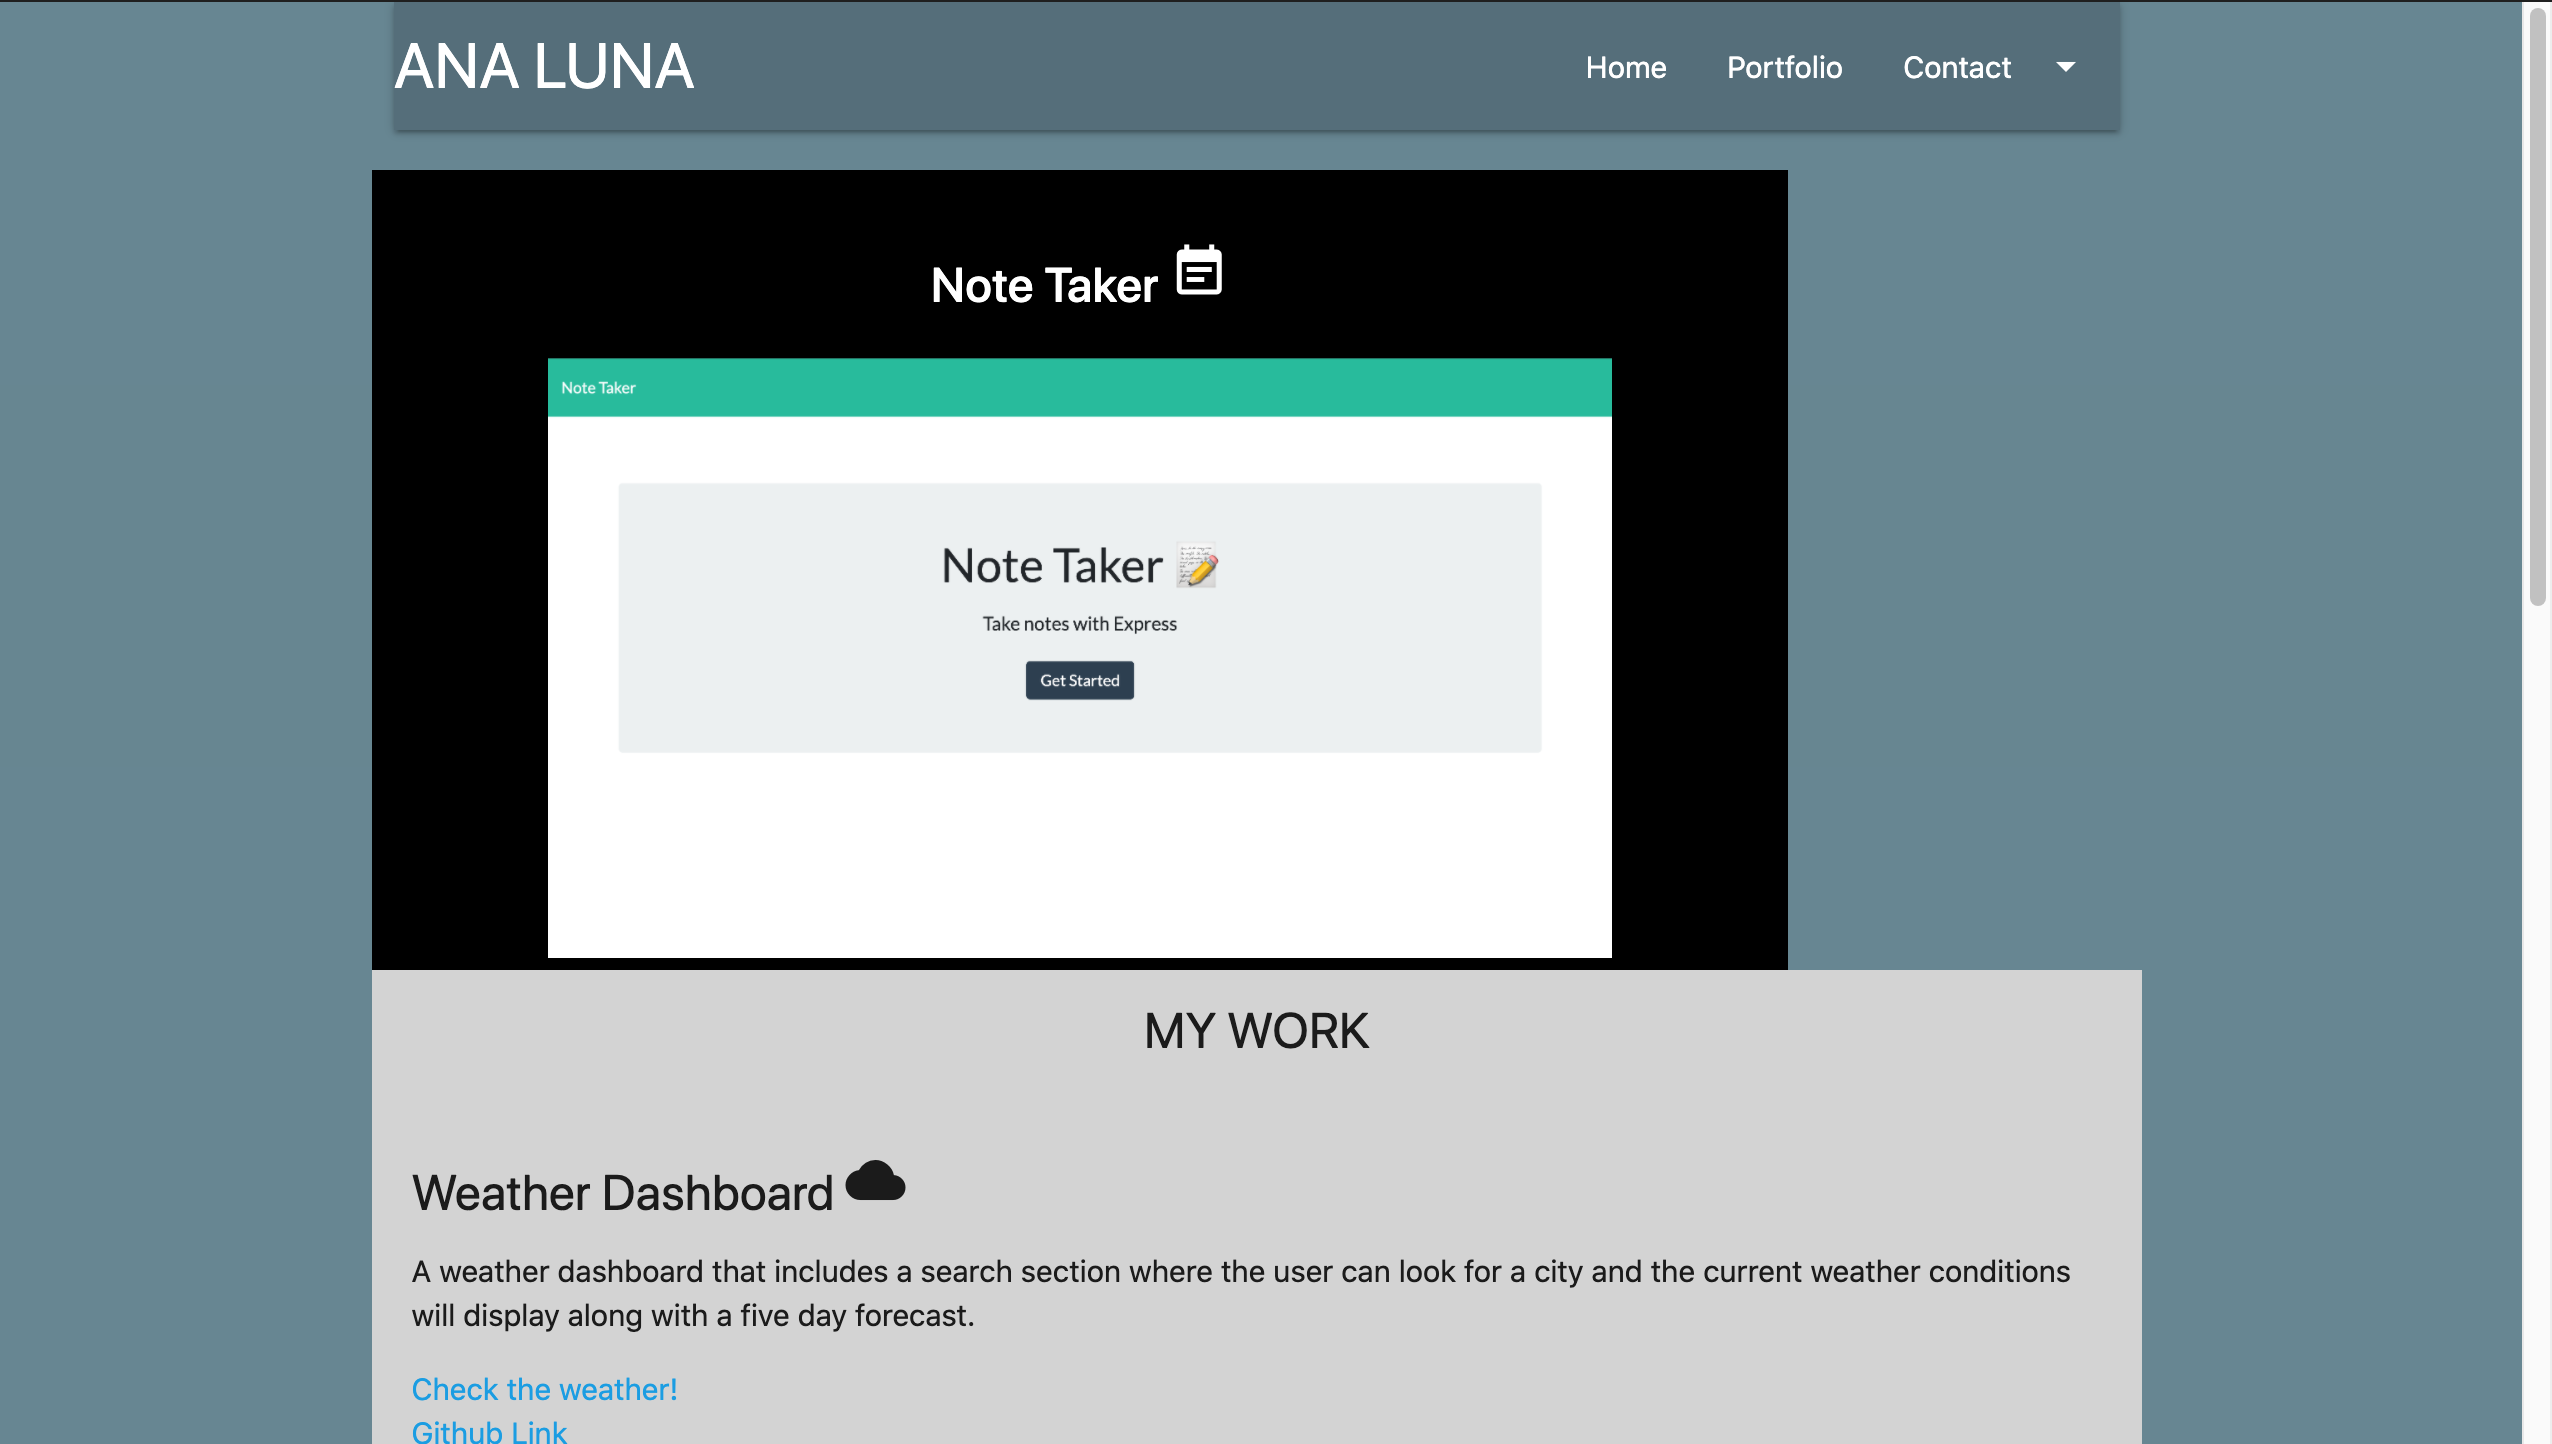 ANA LUNA
Home Portfolio Contact
Note Taker
Note Taker
Note Taker
Take notes with Express
Get Started
MY WORK
Weather Dashboard
A weather dashboard that includes a search section where the user can look for a city and the current weather conditions
will display along with a five day forecast.
Check the weather!
Github Link